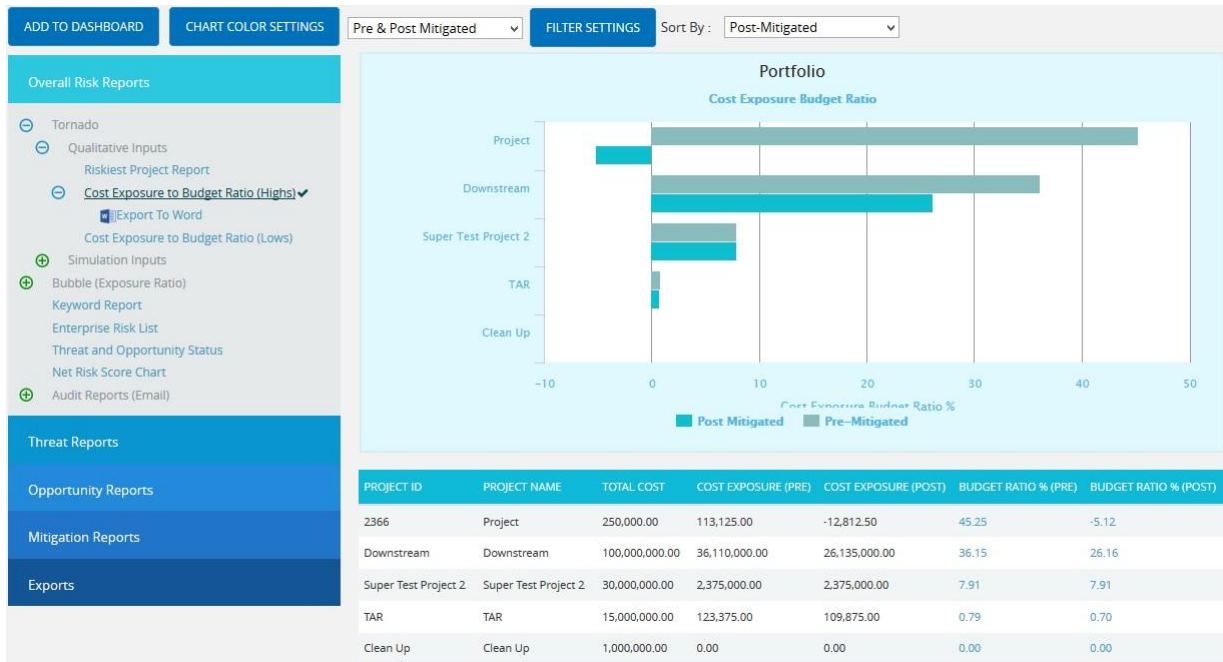 ADD TO DASHBOARD CHART COLOR SETTINGS Pre & Post Mitigated FILTER SETTINGS Sort By : Post-Mitigated
Overall Risk Reports
Tornado
Qualitative Inputs
Riskiest Project Report
Cost Exposure to Budget Ratio (Highs)
Export To Word
Cost Exposure to Budget Ratio (Lows)
Simulation Inputs
Bubble (Exposure Ratio)
Keyword Report
Enterprise Risk List
Threat and Opportunity Status
Net Risk Score Chart
Audit Reports (Email)
Threat Reports
Opportunity Reports
Mitigation Reports
Exports
Portfolio
Cost Exposure Budget Ratio
Project
Downstream
Super Test Project 2
TAR
Clean Up
-10 0 10 20 30 40 50
Cost Exposure Budget Ratio %
Post Mitigated Pre-Mitigated
PROJECT ID PROJECT NAME TOTAL COST COST EXPOSURE (PRE) COST EXPOSURE (POST) BUDGET RATIO % (PRE) BUDGET RATIO % (POST)
2366 Project 250,000.00 113,125.00 -12,812.50 45.25 -5.12
Downstream Downstream 100,000,000.00 36,110,000.00 26,135,000.00 36.15 26.16
Super Test Project 2 Super Test Project 2 30,000,000.00 2,375,000.00 2,375,000.00 7.91 7.91
TAR TAR 15,000,000.00 123,375.00 109,875.00 0.79 0.70
Clean Up Clean Up 1,000,000.00 0.00 0.00 0.00 0.00